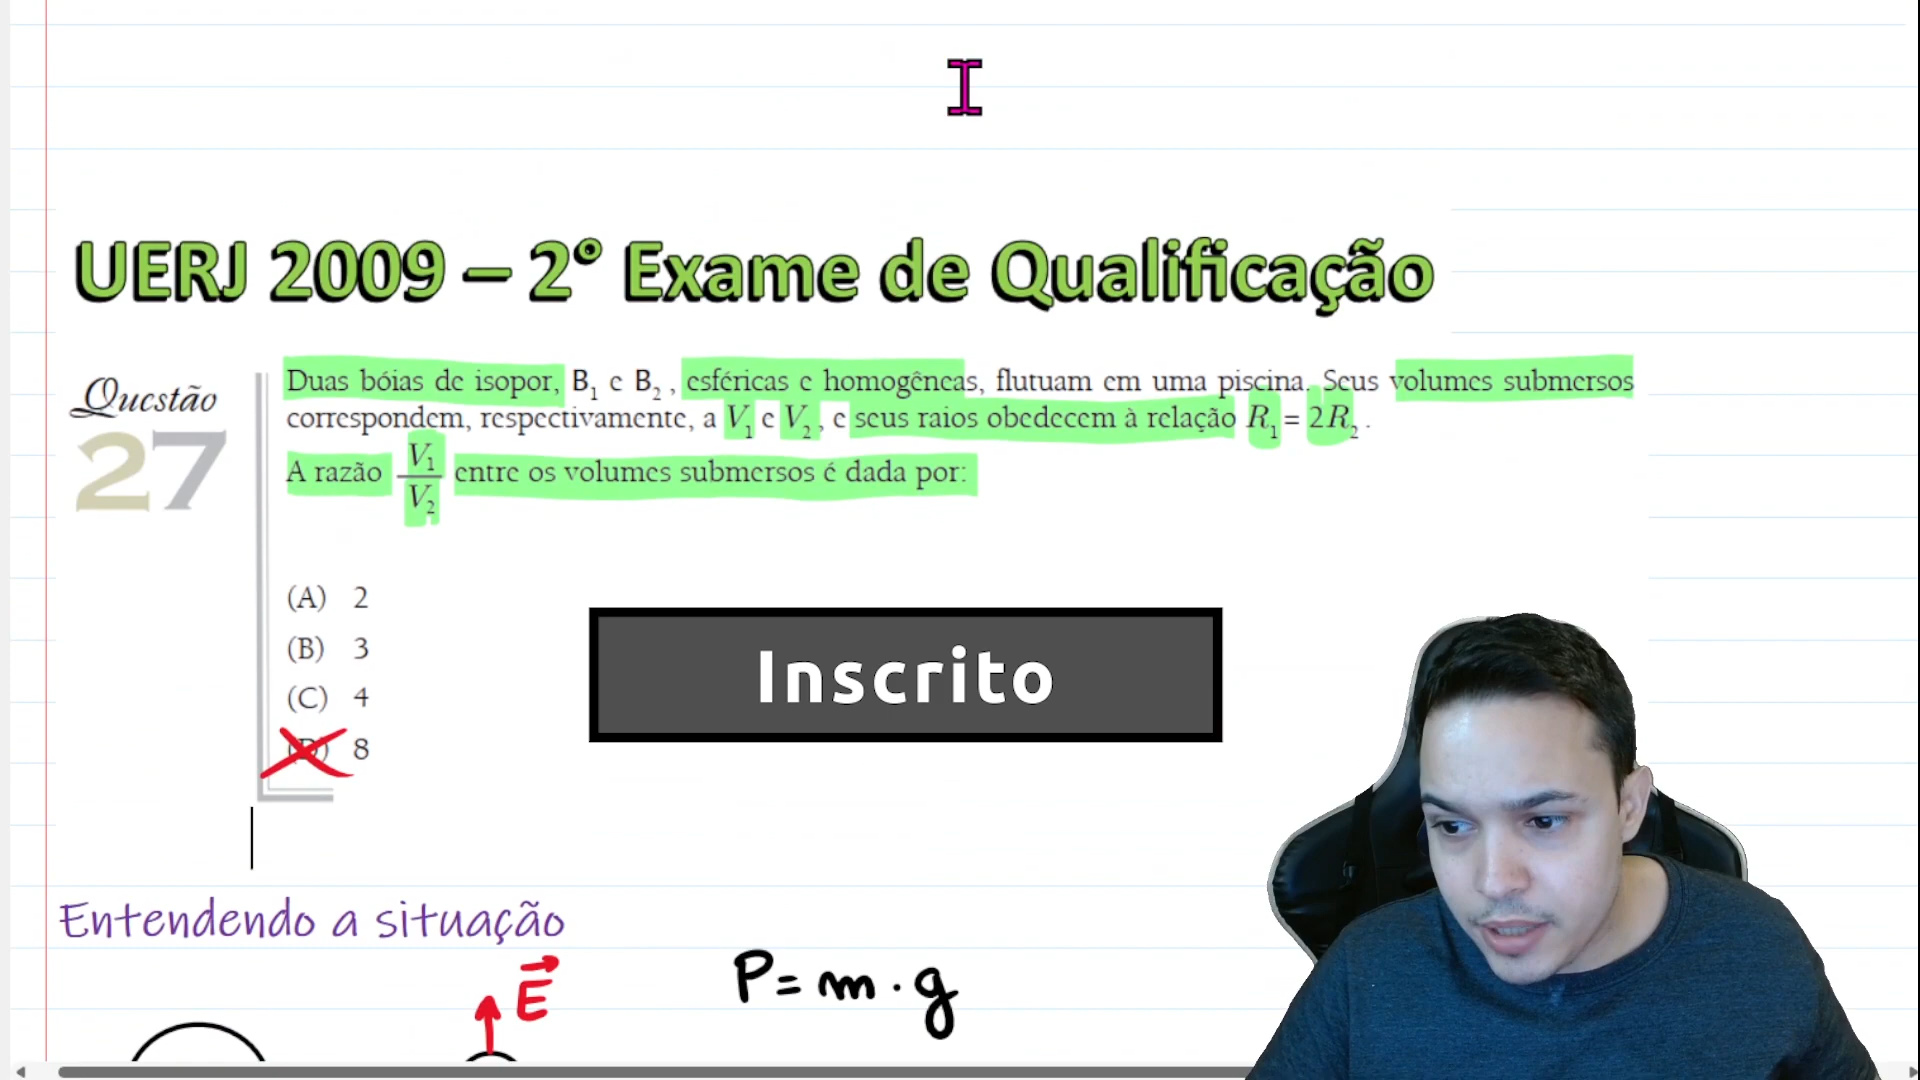 UERJ 2009 – 2° Exame de Qualificação
Questão
27
Duas bóias de isopor, B₁ e B₂, esféricas e homogêneas, flutuam em uma piscina. Seus volumes submersos
correspondem, respectivamente, a V₁ e V₂, e seus raios obedecem à relação R₁= 2R₂.
A razão V₁/V₂ entre os volumes submersos é dada por:
(A) 2
(B) 3
(C) 4
(D) 8
Inscrito
Entendendo a situação
E
P = m . g